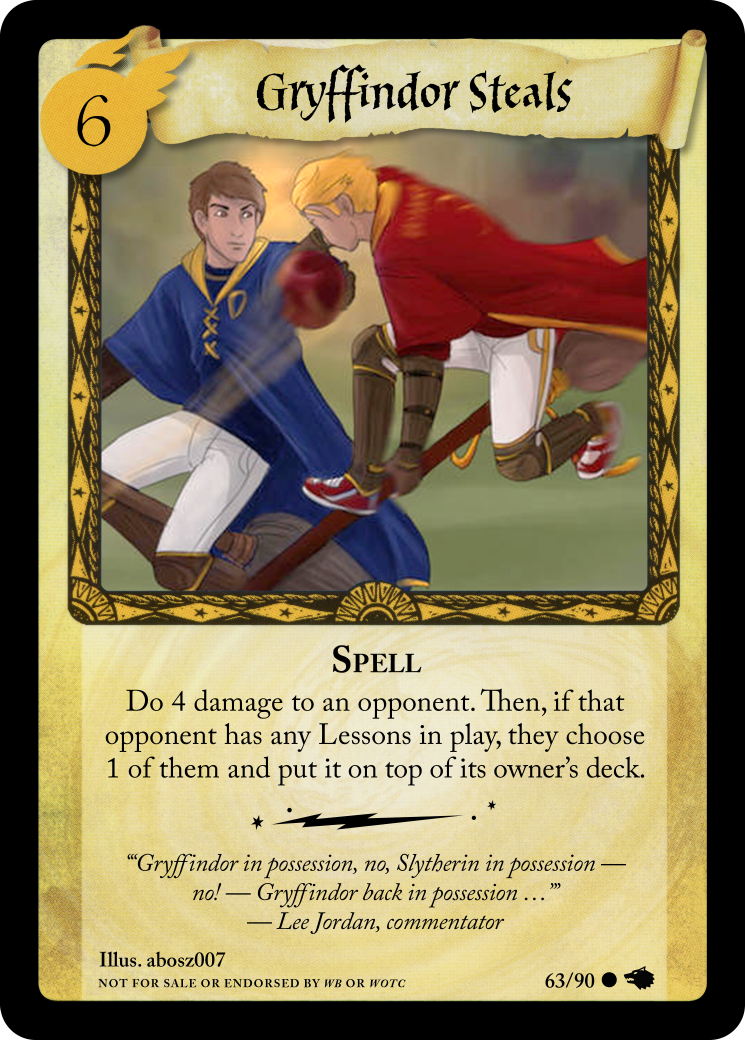 6
Gryffindor Steals
Spell
Do 4 damage to an opponent. Then, if that
opponent has any Lessons in play, they choose
1 of them and put it on top of its owner's deck.
"'Gryffindor in possession, no, Slytherin in possession —
no! — Gryffindor back in possession …'"
— Lee Jordan, commentator
Illus. abosz007
NOT FOR SALE OR ENDORSED BY WB OR WOTC
63/90